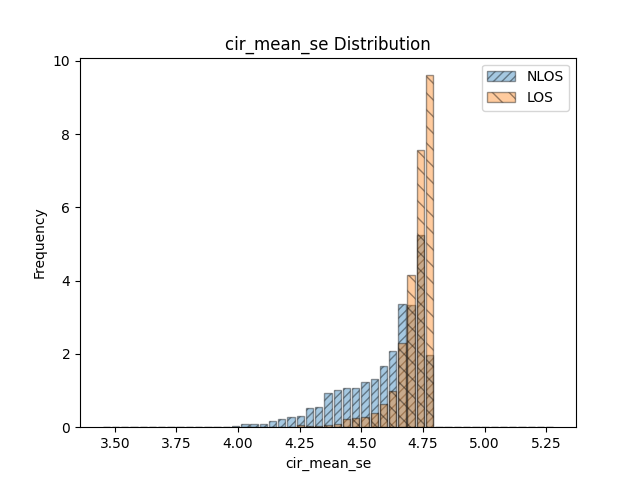 cir_mean_se Distribution
NLOS
LOS
Frequency
10
8
6
4
2
0
3.50 3.75 4.00 4.25 4.50 4.75 5.00 5.25
cir_mean_se